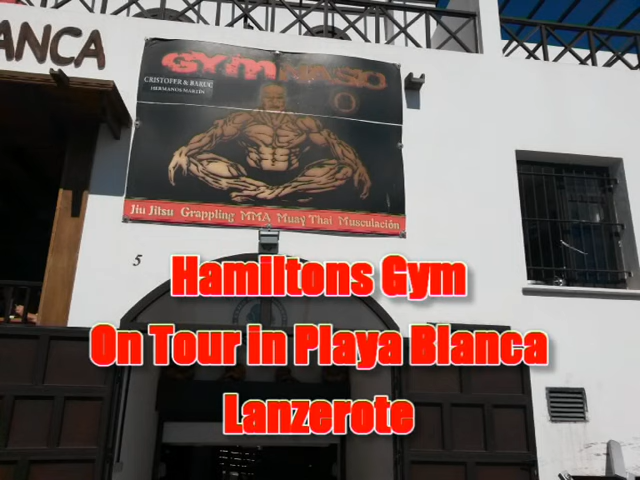 ANCA
GYMNASIO
CRISTOFER & BARDU
HERMANOS MARTIN
Jiu Jitsu Grappling MMA Muay Thai Musculación
5
Hamiltons Gym
On Tour in Playa Blanca
Lanzerote